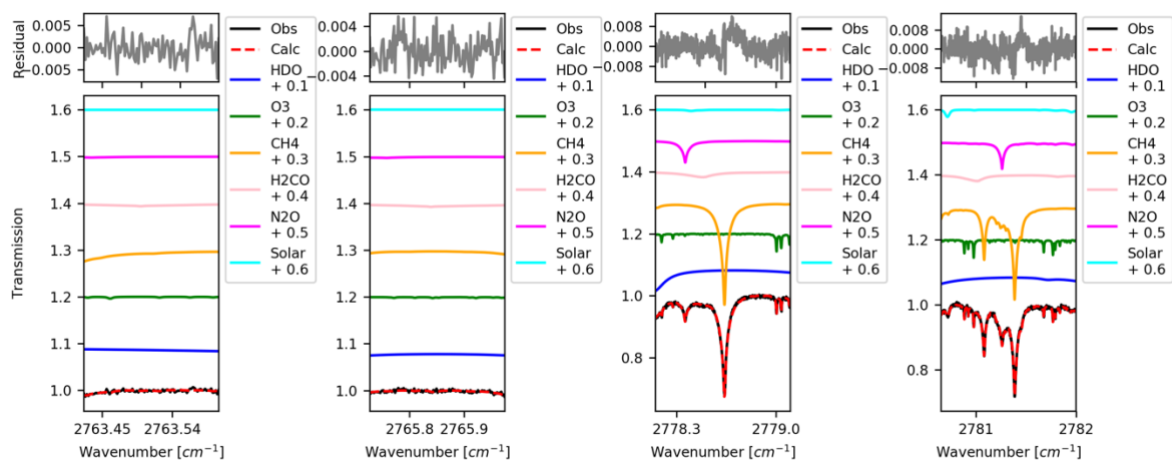 Residual
0.005
0.000
−0.005
Transmission
1.6
1.5
1.4
1.3
1.2
1.1
1.0
2763.45
2763.54
Wavenumber [cm⁻¹]
Obs
Calc
HDO
+ 0.1
O3
+ 0.2
CH4
+ 0.3
H2CO
+ 0.4
N2O
+ 0.5
Solar
+ 0.6
0.004
0.000
−0.004
1.6
1.5
1.4
1.3
1.2
1.1
1.0
2765.8
2765.9
Wavenumber [cm⁻¹]
Obs
Calc
HDO
+ 0.1
O3
+ 0.2
CH4
+ 0.3
H2CO
+ 0.4
N2O
+ 0.5
Solar
+ 0.6
0.008
0.000
−0.008
1.6
1.4
1.2
1.0
0.8
2778.3
2779.0
Wavenumber [cm⁻¹]
Obs
Calc
HDO
+ 0.1
O3
+ 0.2
CH4
+ 0.3
H2CO
+ 0.4
N2O
+ 0.5
Solar
+ 0.6
0.008
0.000
−0.008
1.6
1.4
1.2
1.0
0.8
2781
2782
Wavenumber [cm⁻¹]
Obs
Calc
HDO
+ 0.1
O3
+ 0.2
CH4
+ 0.3
H2CO
+ 0.4
N2O
+ 0.5
Solar
+ 0.6